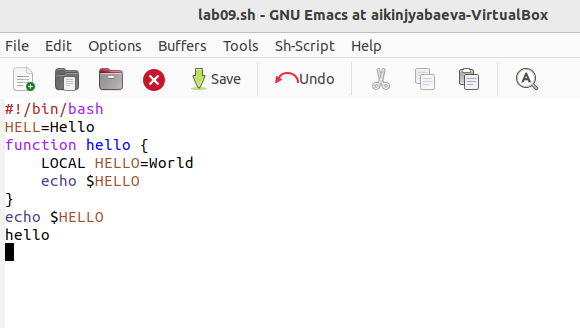 lab09.sh - GNU Emacs at aikinjyabaeva-VirtualBox
File Edit Options Buffers Tools Sh-Script Help
Save Undo
#!/bin/bash
HELL=Hello
function hello {
    LOCAL HELLO=World
    echo $HELLO
}
echo $HELLO
hello